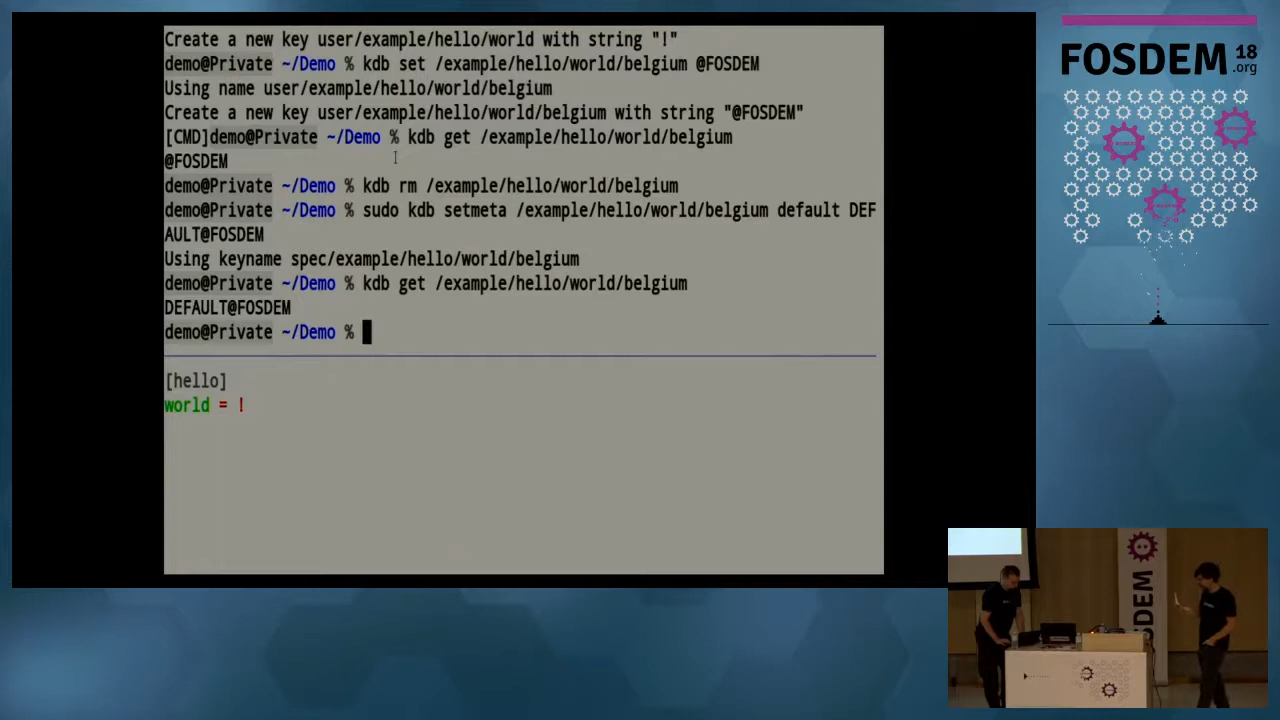 Create a new key user/example/hello/world with string "!"
demo@Private ~/Demo % kdb set /example/hello/world/belgium @FOSDEM
Using name user/example/hello/world/belgium
Create a new key user/example/hello/world/belgium with string "@FOSDEM"
[CMD]demo@Private ~/Demo % kdb get /example/hello/world/belgium
@FOSDEM
demo@Private ~/Demo % kdb rm /example/hello/world/belgium
demo@Private ~/Demo % sudo kdb setmeta /example/hello/world/belgium default DEF
AULT@FOSDEM
Using keyname spec/example/hello/world/belgium
demo@Private ~/Demo % kdb get /example/hello/world/belgium
DEFAULT@FOSDEM
demo@Private ~/Demo %
[hello]
world = !
FOSDEM 18
.org
FOSDEM